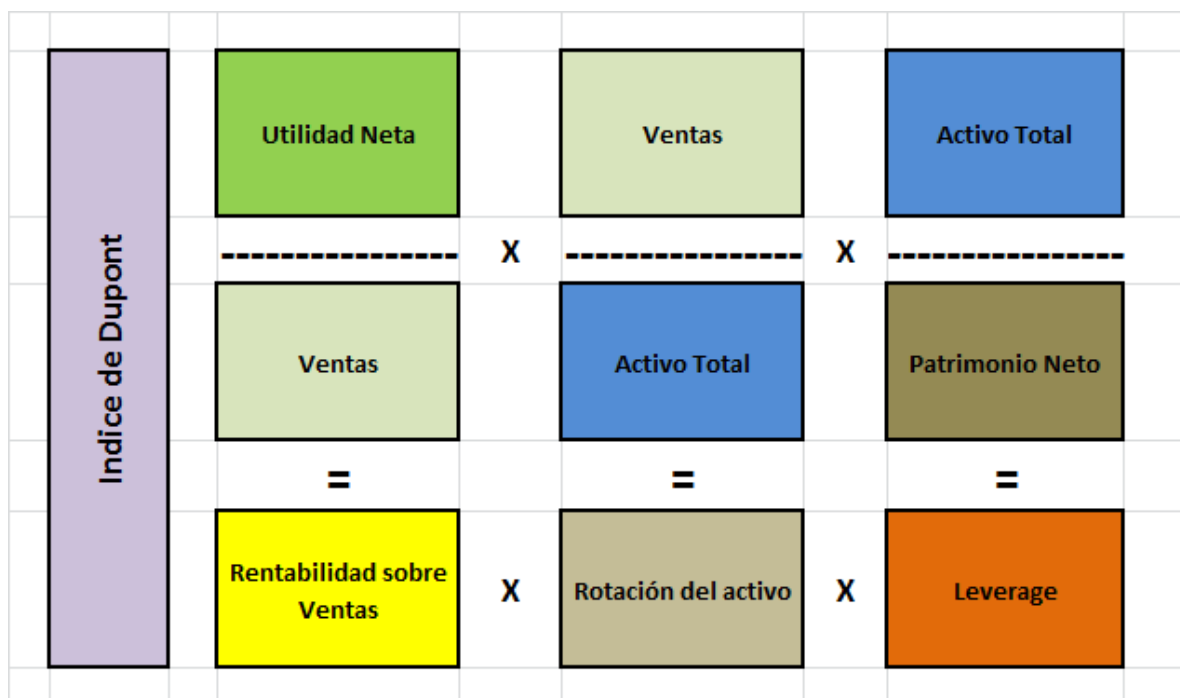 Indice de Dupont
Utilidad Neta
Ventas
Activo Total
---------------- X ---------------- X ----------------
Ventas
Activo Total
Patrimonio Neto
= = =
Rentabilidad sobre
Ventas
X
Rotación del activo
X
Leverage